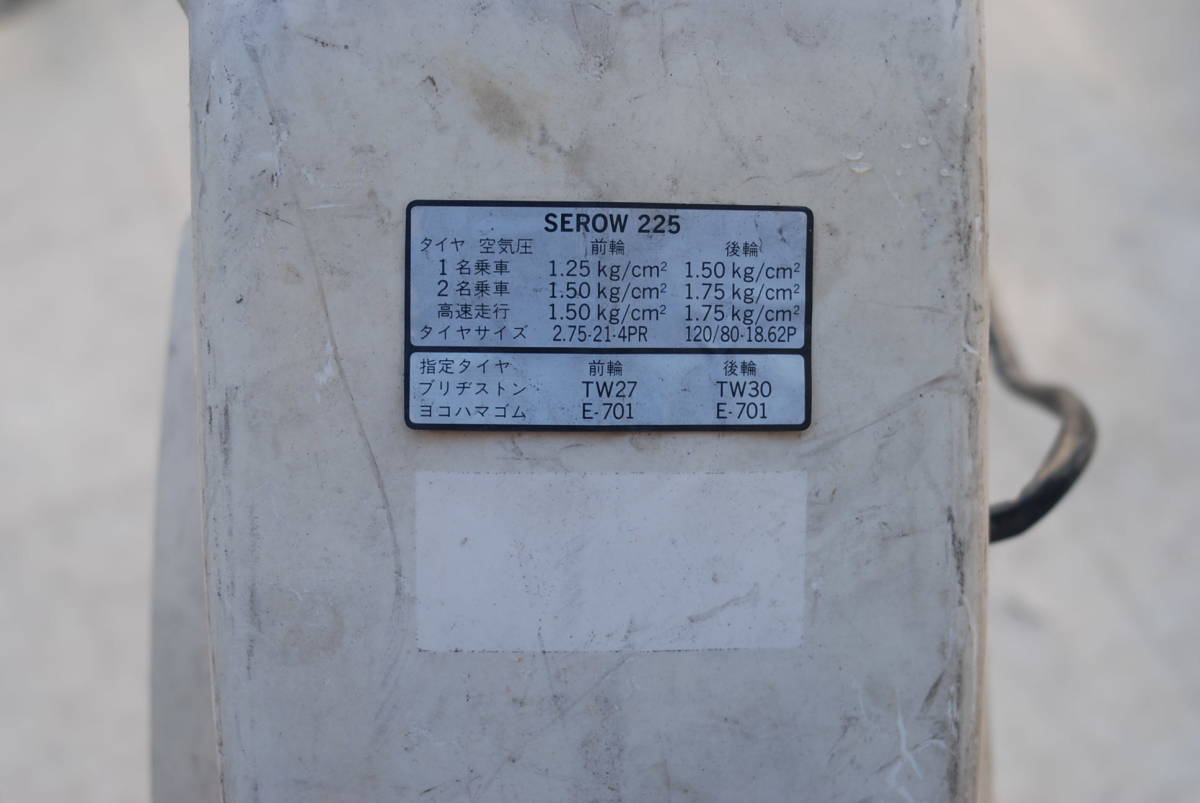 SEROW 225
タイヤ 空気圧 前輪 後輪
1名乗車 1.25 kg/cm² 1.50 kg/cm²
2名乗車 1.50 kg/cm² 1.75 kg/cm²
高速走行 1.50 kg/cm² 1.75 kg/cm²
タイヤサイズ 2.75-21-4PR 120/80-18.62P
指定タイヤ 前輪 後輪
ブリヂストン TW27 TW30
ヨコハマゴム E-701 E-701